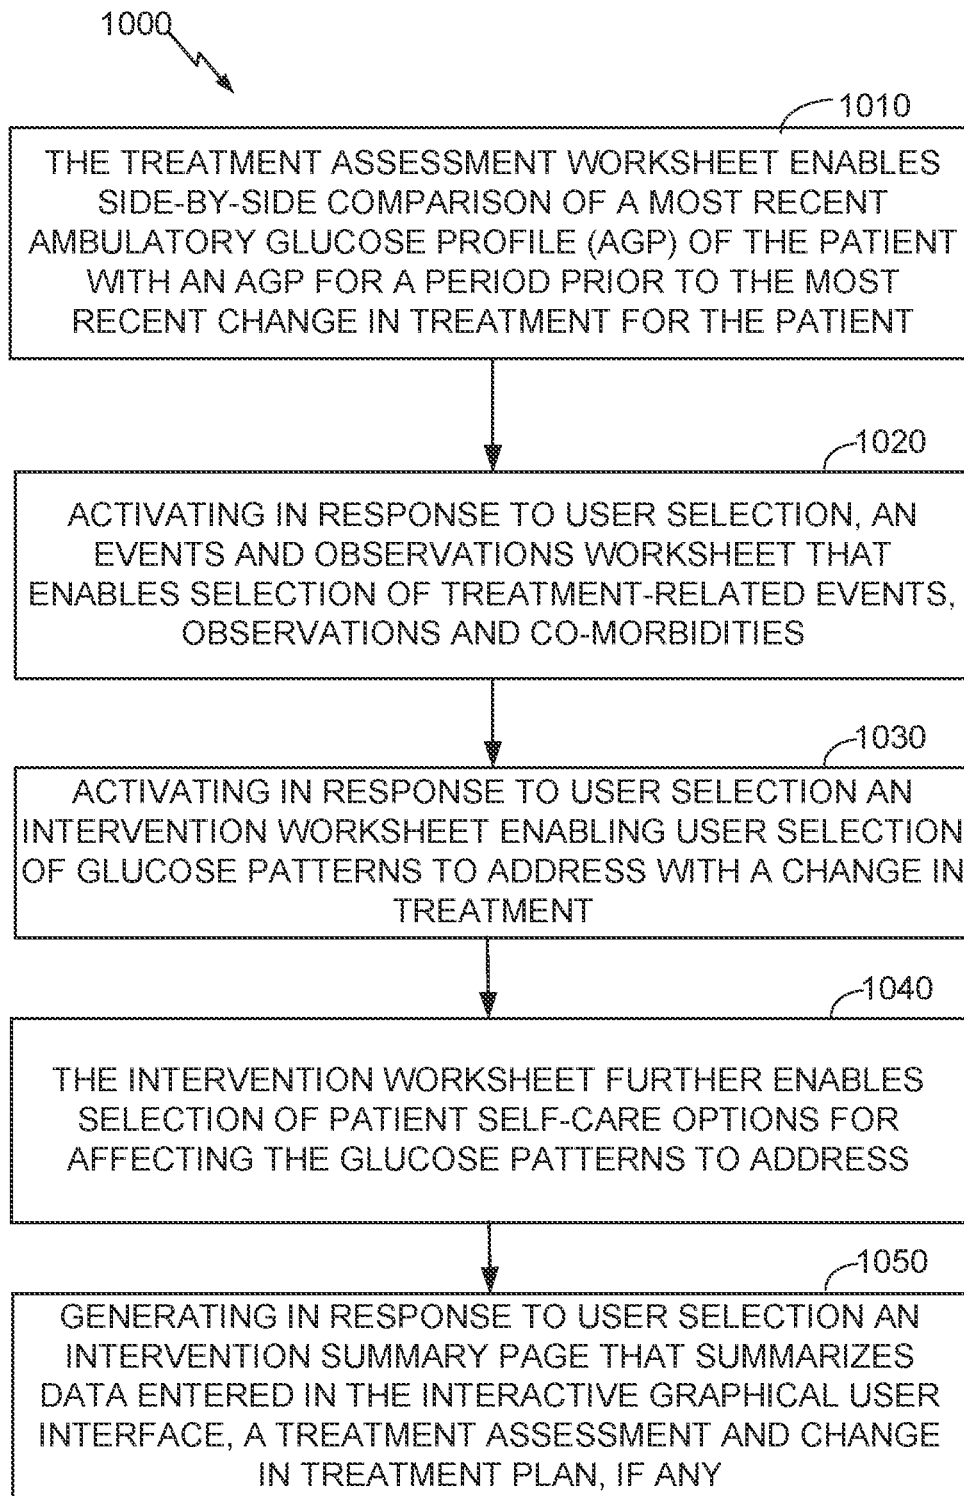 1000
1010
THE TREATMENT ASSESSMENT WORKSHEET ENABLES
SIDE-BY-SIDE COMPARISON OF A MOST RECENT
AMBULATORY GLUCOSE PROFILE (AGP) OF THE PATIENT
WITH AN AGP FOR A PERIOD PRIOR TO THE MOST
RECENT CHANGE IN TREATMENT FOR THE PATIENT
1020
ACTIVATING IN RESPONSE TO USER SELECTION, AN
EVENTS AND OBSERVATIONS WORKSHEET THAT
ENABLES SELECTION OF TREATMENT-RELATED EVENTS,
OBSERVATIONS AND CO-MORBIDITIES
1030
ACTIVATING IN RESPONSE TO USER SELECTION AN
INTERVENTION WORKSHEET ENABLING USER SELECTION
OF GLUCOSE PATTERNS TO ADDRESS WITH A CHANGE IN
TREATMENT
1040
THE INTERVENTION WORKSHEET FURTHER ENABLES
SELECTION OF PATIENT SELF-CARE OPTIONS FOR
AFFECTING THE GLUCOSE PATTERNS TO ADDRESS
1050
GENERATING IN RESPONSE TO USER SELECTION AN
INTERVENTION SUMMARY PAGE THAT SUMMARIZES
DATA ENTERED IN THE INTERACTIVE GRAPHICAL USER
INTERFACE, A TREATMENT ASSESSMENT AND CHANGE
IN TREATMENT PLAN, IF ANY